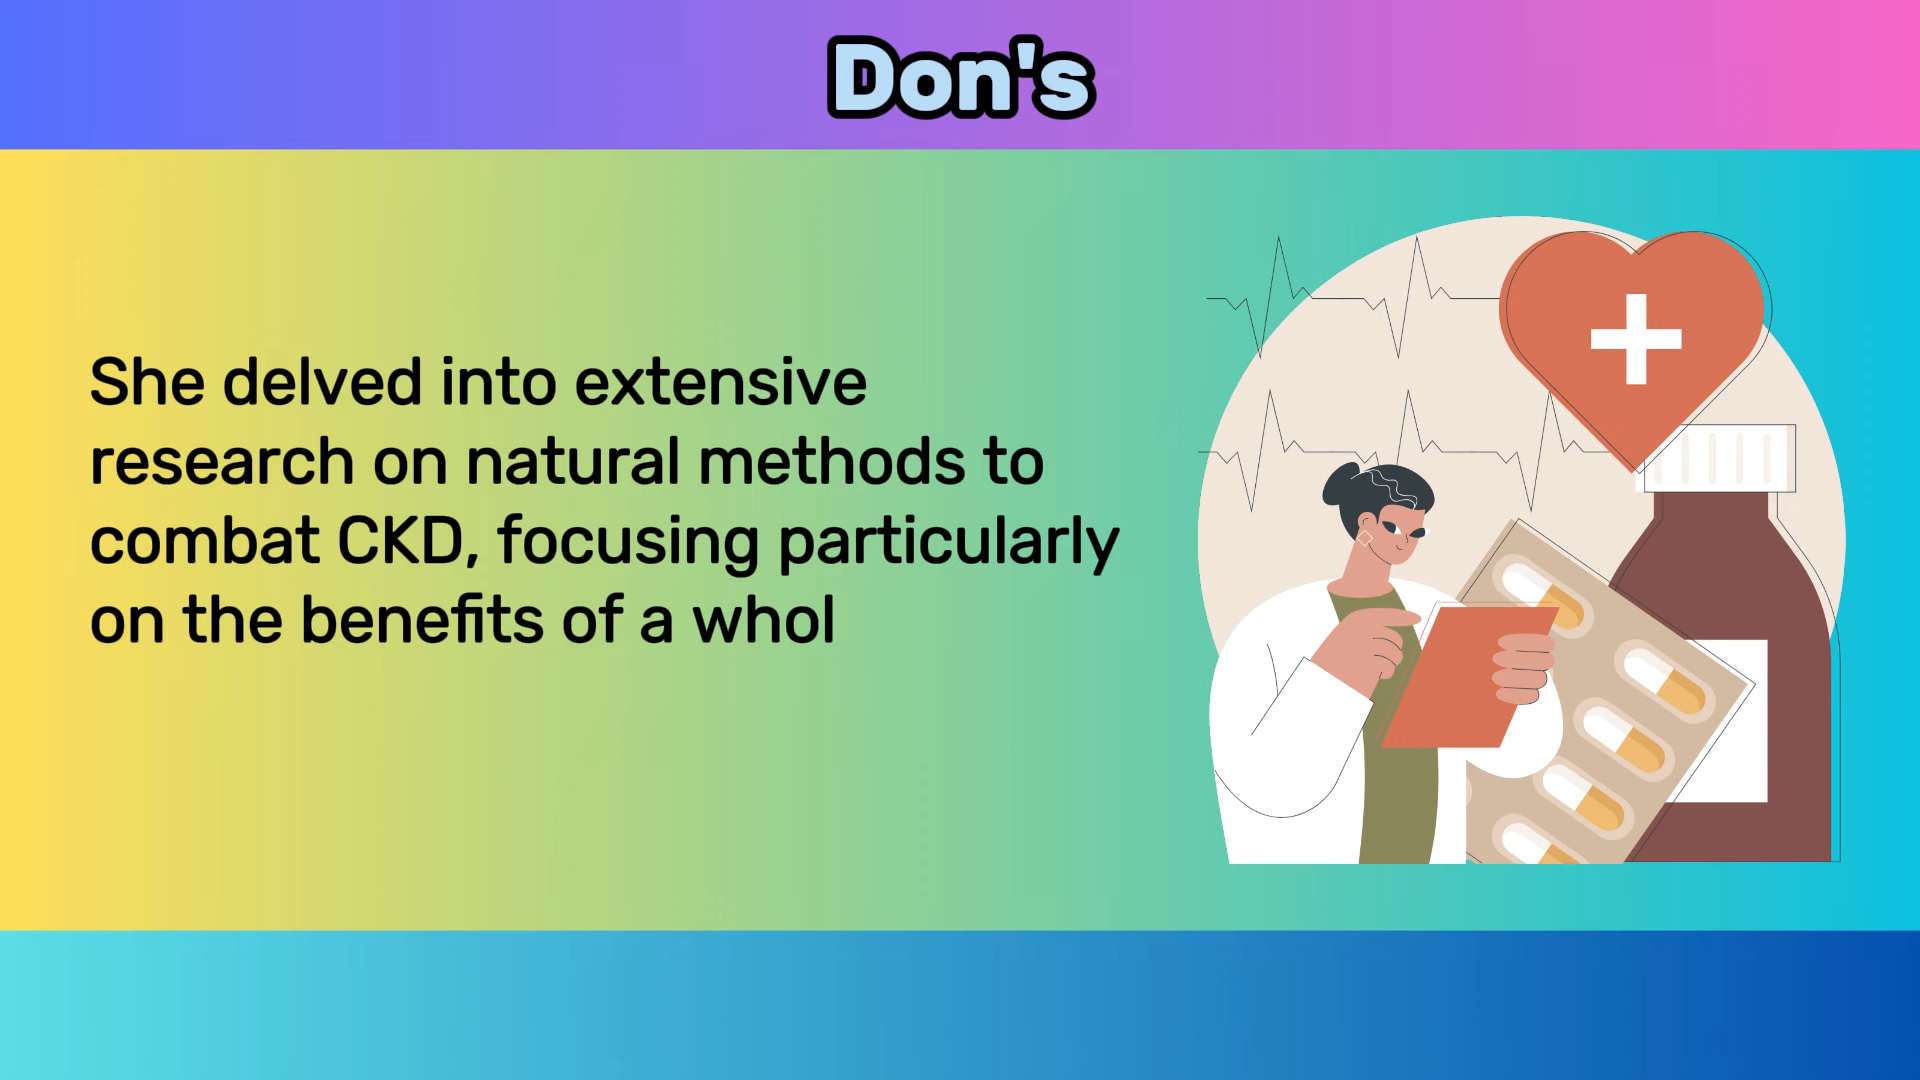 Don's
She delved into extensive
research on natural methods to
combat CKD, focusing particularly
on the benefits of a whol